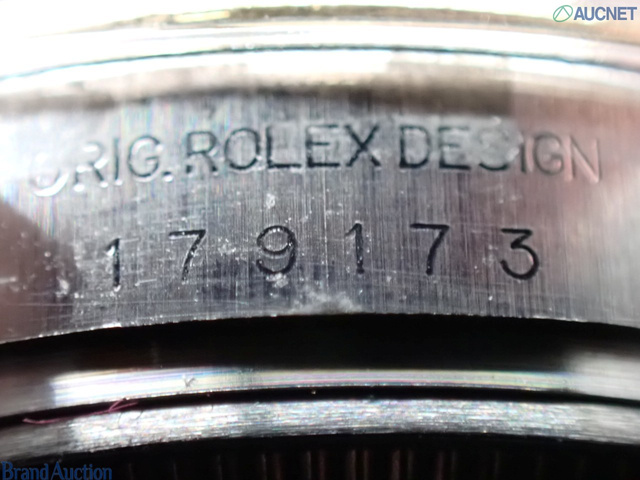 AUCNET
ORIG. ROLEX DESIGN
179173
Brand Auction